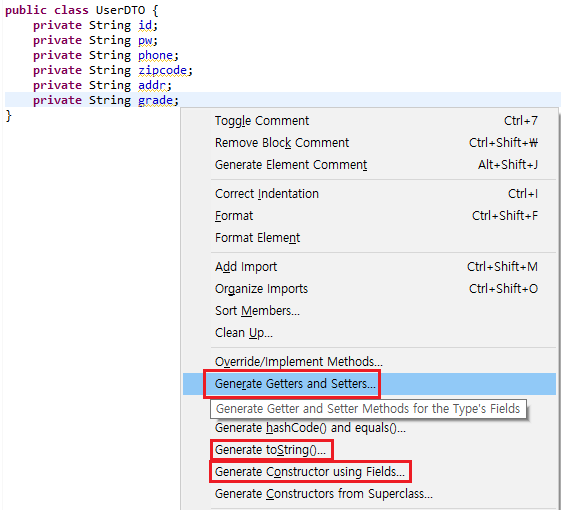 public class UserDTO {
private String id;
private String pw;
private String phone;
private String zipcode;
private String addr;
private String grade;
}
Toggle Comment Ctrl+7
Remove Block Comment Ctrl+Shift+₩
Generate Element Comment Alt+Shift+J
Correct Indentation Ctrl+I
Format Ctrl+Shift+F
Format Element
Add Import Ctrl+Shift+M
Organize Imports Ctrl+Shift+O
Sort Members...
Clean Up...
Override/Implement Methods...
Generate Getters and Setters...
Generate Getter and Setter Methods for the Type's Fields
Generate hashCode() and equals()...
Generate toString()...
Generate Constructor using Fields...
Generate Constructors from Superclass...